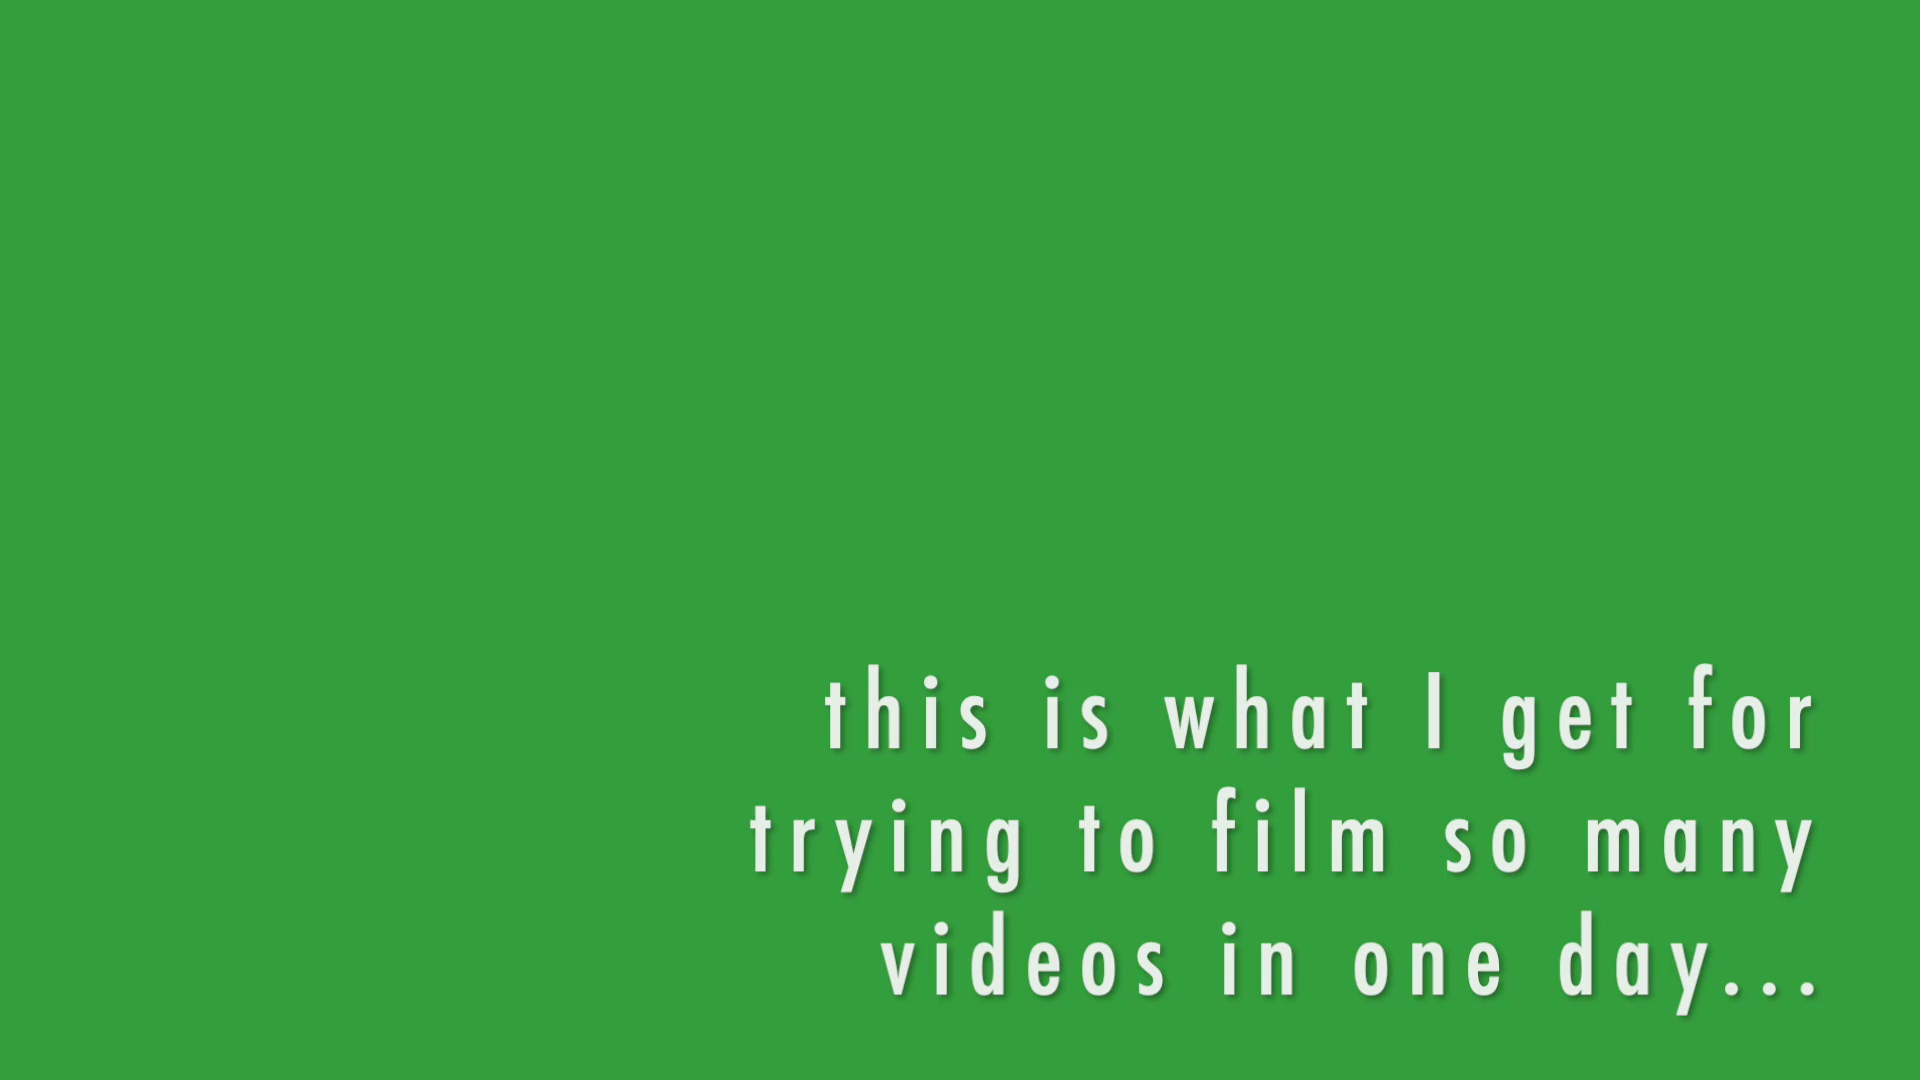 this is what I get for
trying to film so many
videos in one day...